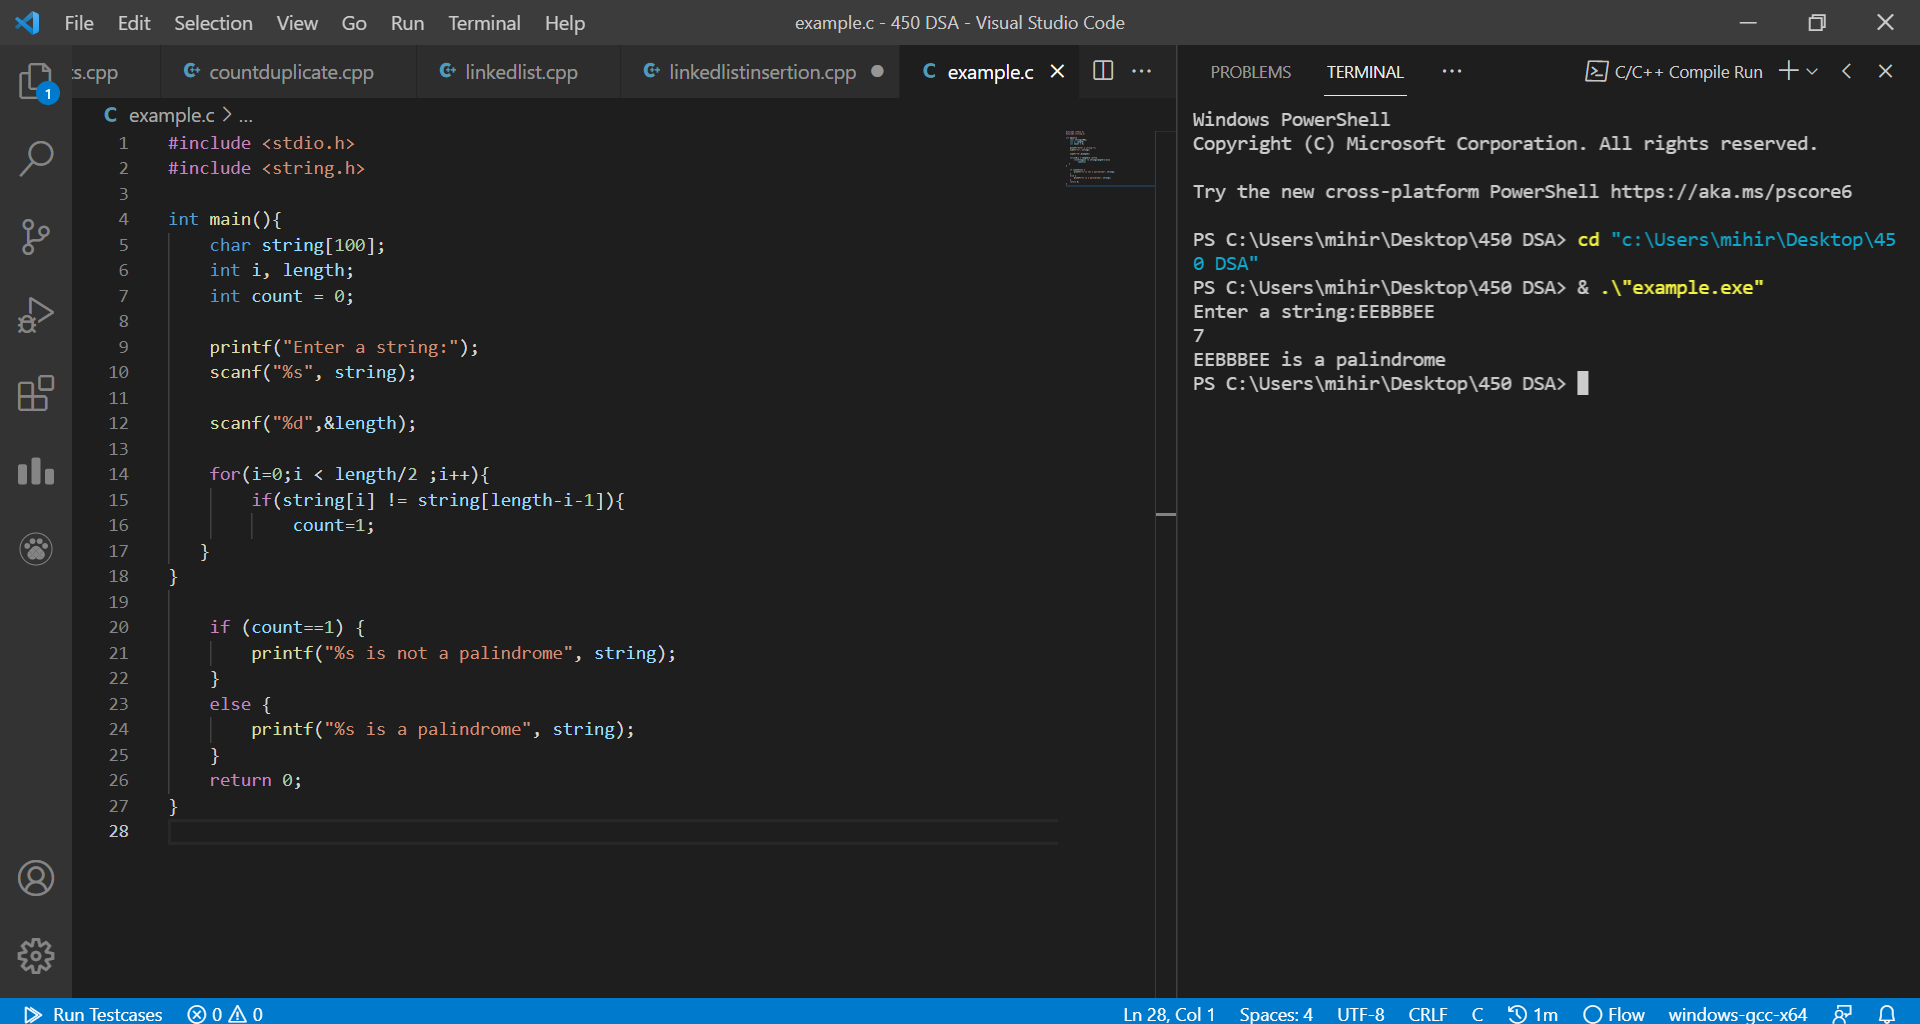 File Edit Selection View Go Run Terminal Help
example.c - 450 DSA - Visual Studio Code
s.cpp countduplicate.cpp linkedlist.cpp linkedlistinsertion.cpp example.c
1
example.c > ...
1 #include <stdio.h>
2 #include <string.h>
3
4 int main(){
5     char string[100];
6     int i, length;
7     int count = 0;
8
9     printf("Enter a string:");
10     scanf("%s", string);
11
12     scanf("%d",&length);
13
14     for(i=0;i < length/2 ;i++){
15         if(string[i] != string[length-i-1]){
16             count=1;
17    }
18 }
19
20     if (count==1) {
21         printf("%s is not a palindrome", string);
22     }
23     else {
24         printf("%s is a palindrome", string);
25     }
26     return 0;
27 }
28
PROBLEMS TERMINAL ... C/C++ Compile Run
Windows PowerShell
Copyright (C) Microsoft Corporation. All rights reserved.
Try the new cross-platform PowerShell https://aka.ms/pscore6
PS C:\Users\mihir\Desktop\450 DSA> cd "c:\Users\mihir\Desktop\45
0 DSA"
PS C:\Users\mihir\Desktop\450 DSA> & .\"example.exe"
Enter a string:EEBBBEE
7
EEBBBEE is a palindrome
PS C:\Users\mihir\Desktop\450 DSA>
Run Testcases 0 0 Ln 28, Col 1 Spaces: 4 UTF-8 CRLF C 1m Flow windows-gcc-x64